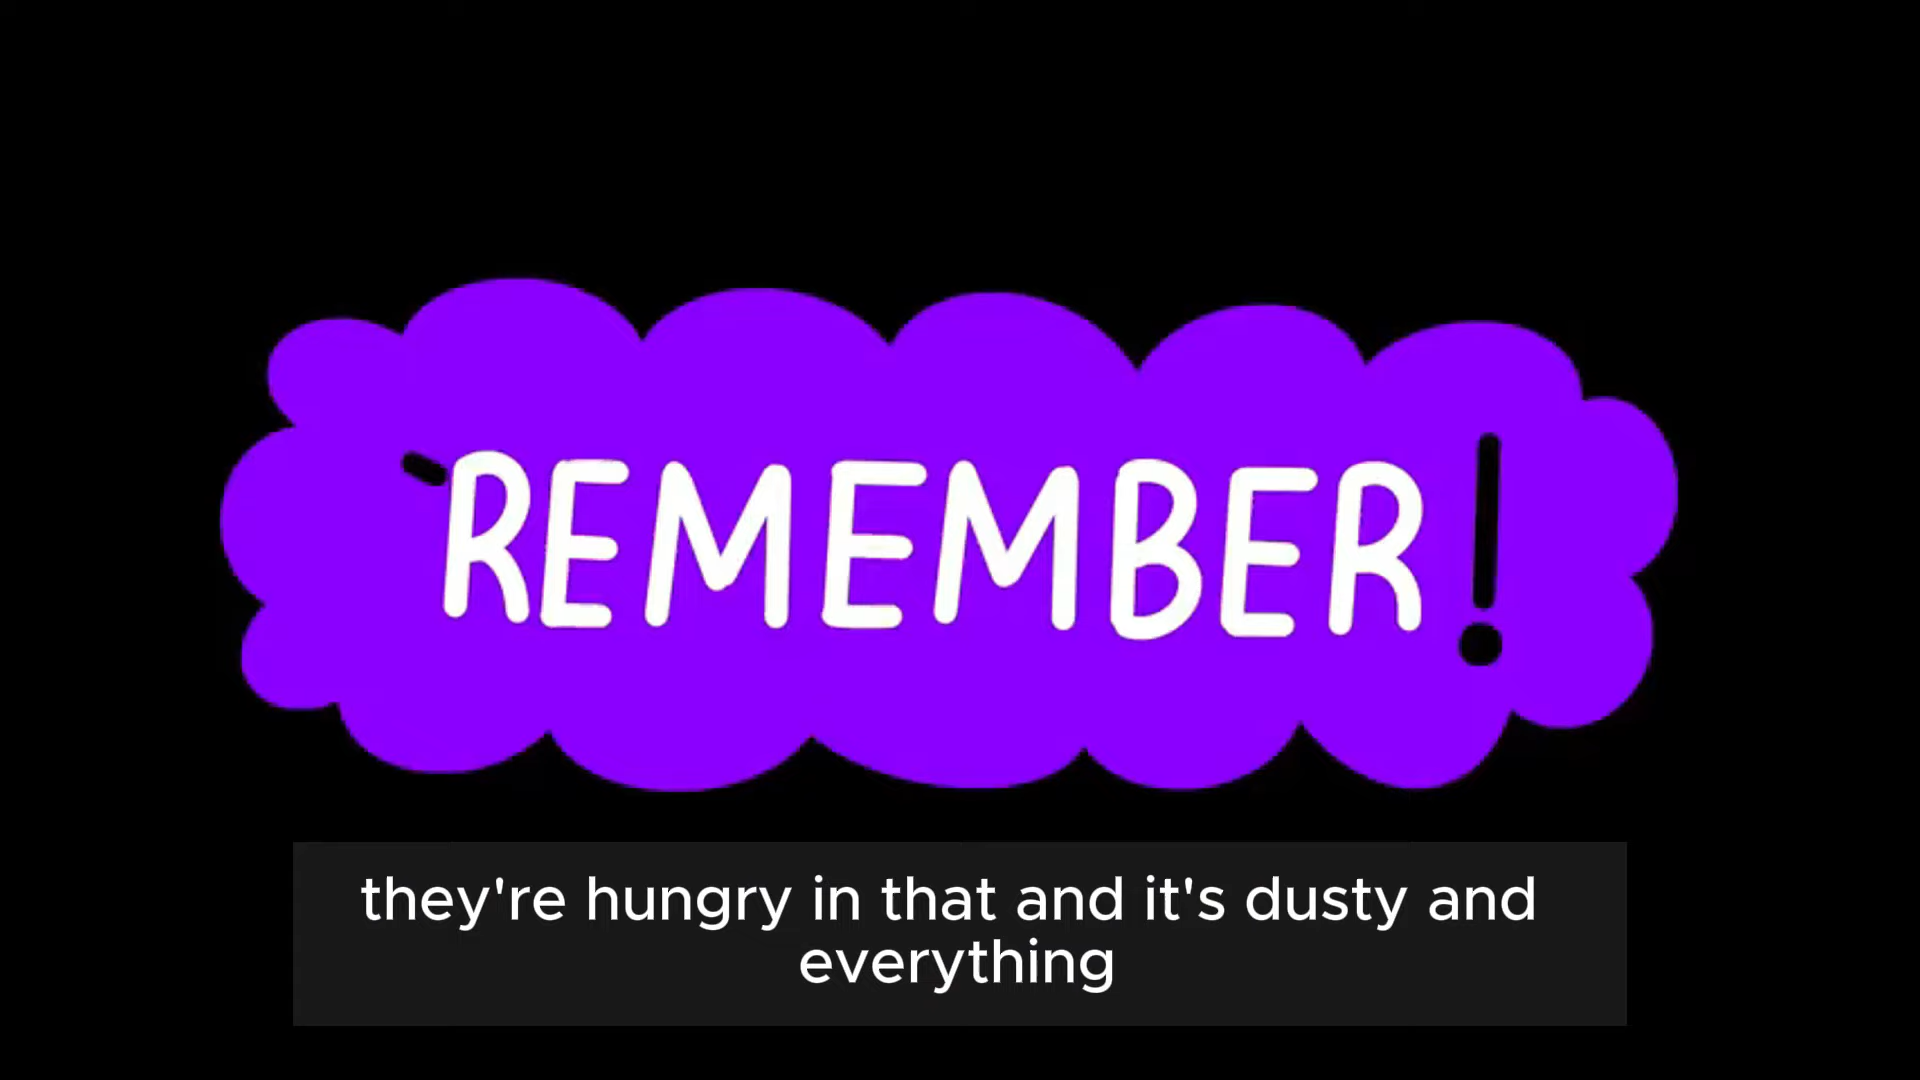 REMEMBER!
they're hungry in that and it's dusty and
everything